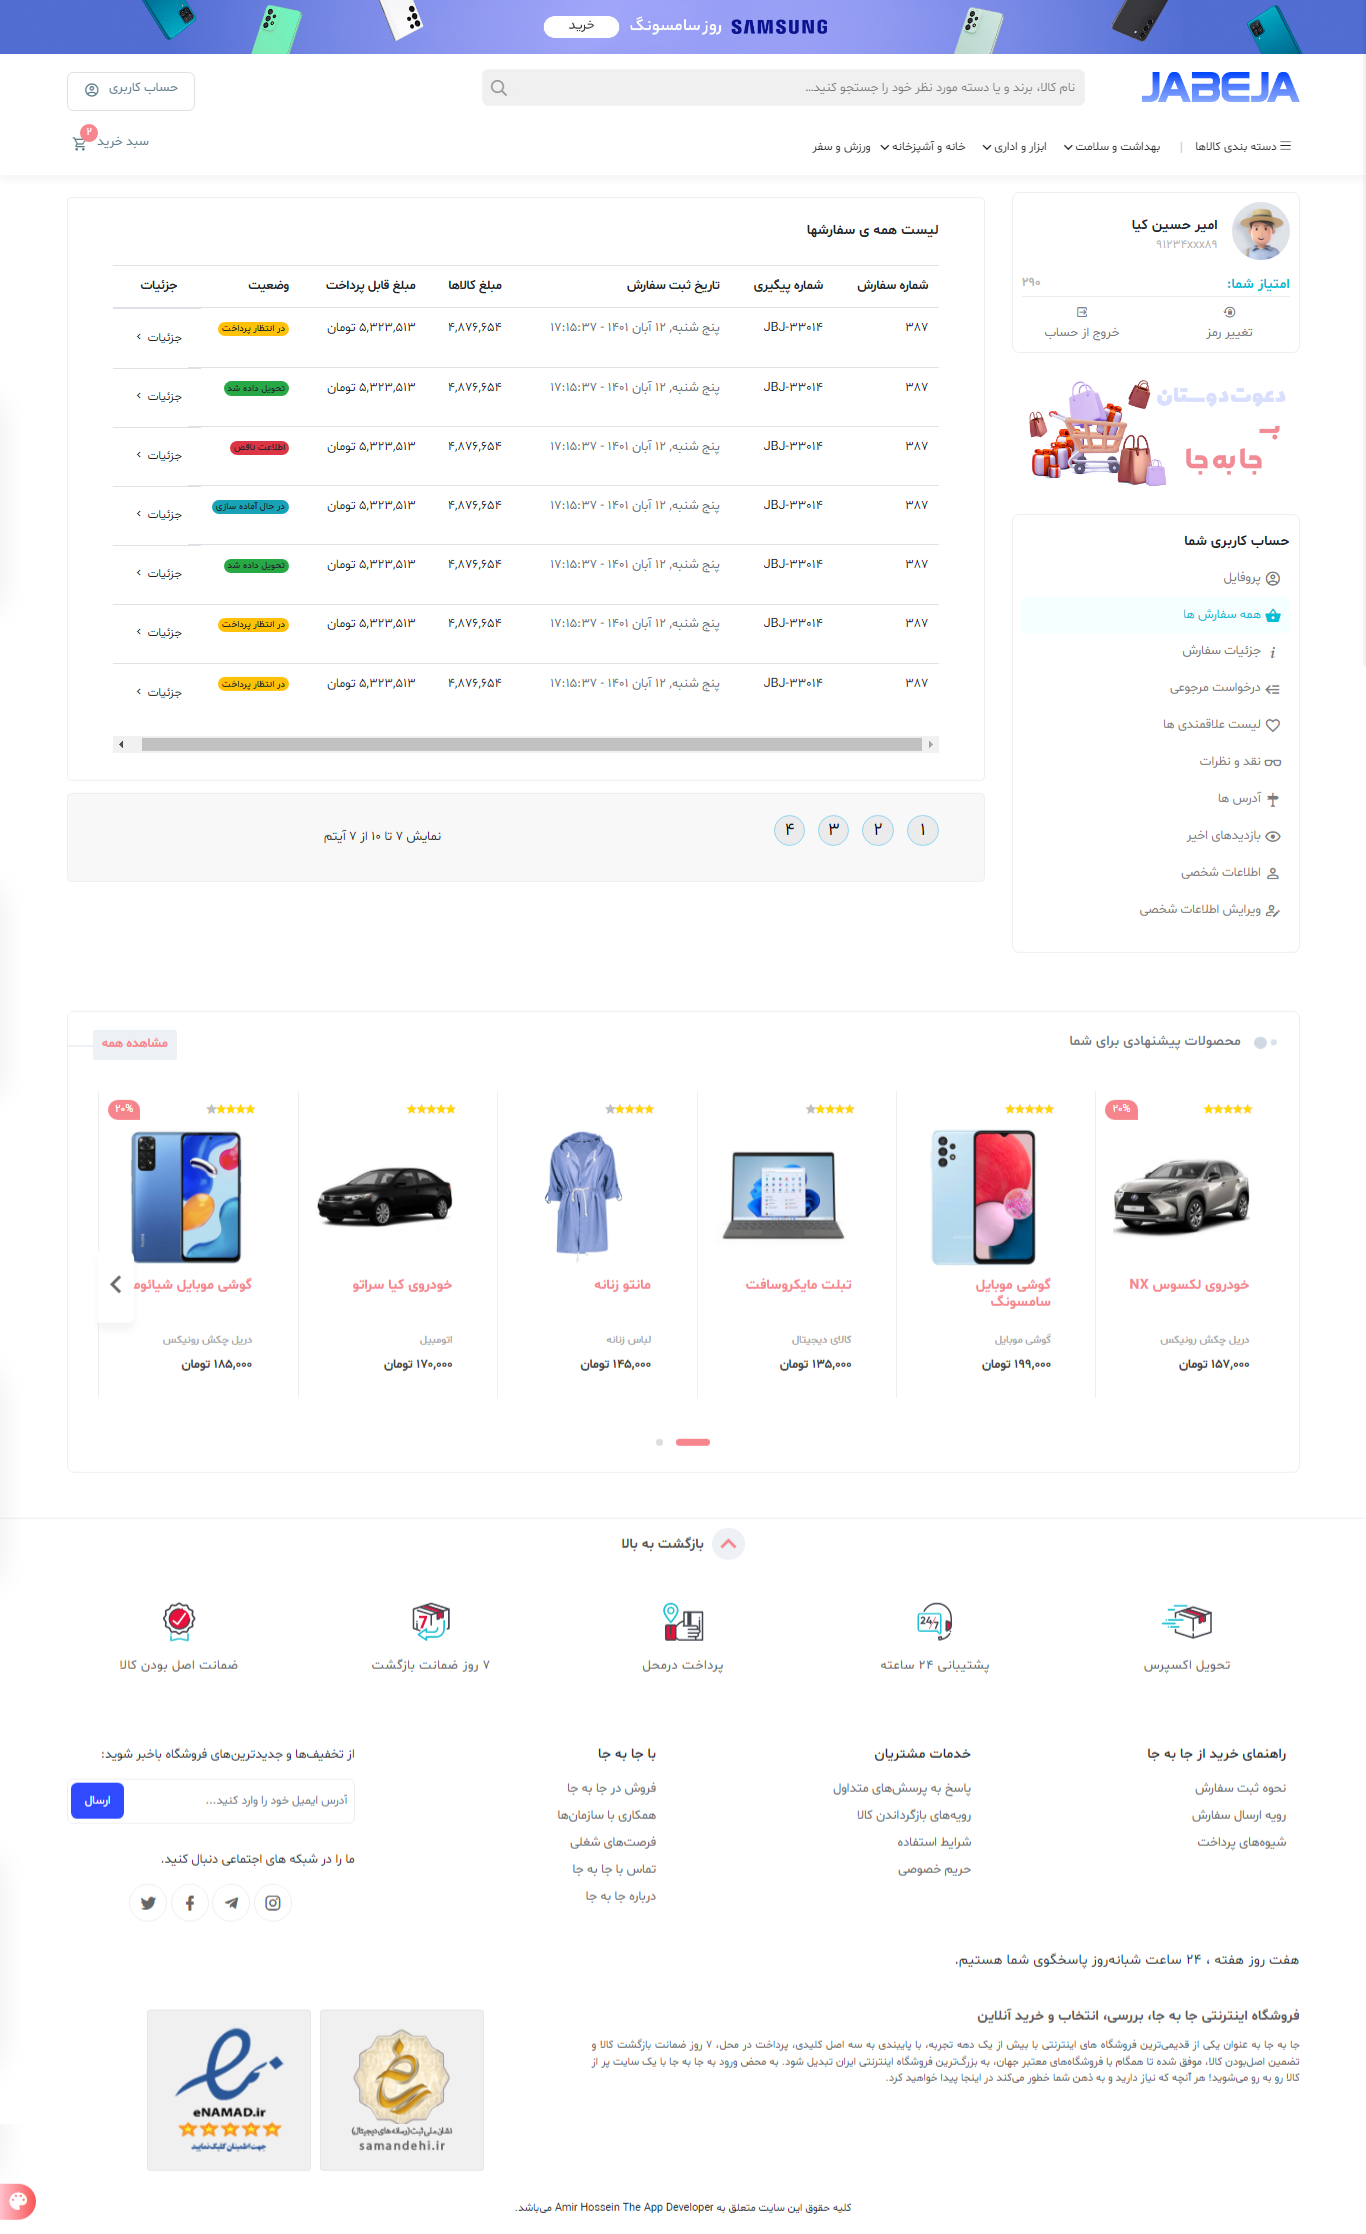 SAMSUNG روز سامسونگ خرید
JABEJA
نام کالا، برند و یا دسته مورد نظر خود را جستجو کنید...
حساب کاربری
دسته بندی کالاها | بهداشت و سلامت ابزار و اداری خانه و آشپزخانه ورزش و سفر
سبد خرید ۲
امیر حسین کیا
۹۱۲۳۴xxx۸۹
امتیاز شما: ۲۹۰
تغییر رمز خروج از حساب
دعوت دوستان
بـ
جا به جا
حساب کاربری شما
پروفایل
همه سفارش ها
جزئیات سفارش
درخواست مرجوعی
لیست علاقمندی ها
نقد و نظرات
آدرس ها
بازدیدهای اخیر
اطلاعات شخصی
ویرایش اطلاعات شخصی
لیست همه ی سفارشها
شماره سفارش شماره پیگیری تاریخ ثبت سفارش مبلغ کالاها مبلغ قابل پرداخت وضعیت جزئیات
۳۸۷ JBJ-۳۳۰۱۴ پنج شنبه, ۱۲ آبان ۱۴۰۱ - ۱۷:۱۵:۳۷ ۴,۸۷۶,۶۵۴ ۵,۳۲۳,۵۱۳ تومان در انتظار پرداخت جزئیات
۳۸۷ JBJ-۳۳۰۱۴ پنج شنبه, ۱۲ آبان ۱۴۰۱ - ۱۷:۱۵:۳۷ ۴,۸۷۶,۶۵۴ ۵,۳۲۳,۵۱۳ تومان تحویل داده شد جزئیات
۳۸۷ JBJ-۳۳۰۱۴ پنج شنبه, ۱۲ آبان ۱۴۰۱ - ۱۷:۱۵:۳۷ ۴,۸۷۶,۶۵۴ ۵,۳۲۳,۵۱۳ تومان اطلاعت ناقص جزئیات
۳۸۷ JBJ-۳۳۰۱۴ پنج شنبه, ۱۲ آبان ۱۴۰۱ - ۱۷:۱۵:۳۷ ۴,۸۷۶,۶۵۴ ۵,۳۲۳,۵۱۳ تومان در حال آماده سازی جزئیات
۳۸۷ JBJ-۳۳۰۱۴ پنج شنبه, ۱۲ آبان ۱۴۰۱ - ۱۷:۱۵:۳۷ ۴,۸۷۶,۶۵۴ ۵,۳۲۳,۵۱۳ تومان تحویل داده شد جزئیات
۳۸۷ JBJ-۳۳۰۱۴ پنج شنبه, ۱۲ آبان ۱۴۰۱ - ۱۷:۱۵:۳۷ ۴,۸۷۶,۶۵۴ ۵,۳۲۳,۵۱۳ تومان در انتظار پرداخت جزئیات
۳۸۷ JBJ-۳۳۰۱۴ پنج شنبه, ۱۲ آبان ۱۴۰۱ - ۱۷:۱۵:۳۷ ۴,۸۷۶,۶۵۴ ۵,۳۲۳,۵۱۳ تومان در انتظار پرداخت جزئیات
۱ ۲ ۳ ۴
نمایش ۷ تا ۱۰ از ۷ آیتم
محصولات پیشنهادی برای شما
مشاهده همه
۲۰%
خودروی لکسوس NX
دریل چکش رونیکس
۱۵۷,۰۰۰ تومان
گوشی موبایل
سامسونگ
گوشی موبایل
۱۹۹,۰۰۰ تومان
تبلت مایکروسافت
کالای دیجیتال
۱۳۵,۰۰۰ تومان
مانتو زنانه
لباس زنانه
۱۴۵,۰۰۰ تومان
خودروی کیا سراتو
اتومبیل
۱۷۰,۰۰۰ تومان
۲۰%
گوشی موبایل شیائوم
دریل چکش رونیکس
۱۸۵,۰۰۰ تومان
بازگشت به بالا
تحویل اکسپرس
24/7
پشتیبانی ۲۴ ساعته
پرداخت درمحل
7
۷ روز ضمانت بازگشت
ضمانت اصل بودن کالا
راهنمای خرید از جا به جا
نحوه ثبت سفارش
رویه ارسال سفارش
شیوه‌های پرداخت
خدمات مشتریان
پاسخ به پرسش‌های متداول
رویه‌های بازگرداندن کالا
شرایط استفاده
حریم خصوصی
با جا به جا
فروش در جا به جا
همکاری با سازمان‌ها
فرصت‌های شغلی
تماس با جا به جا
درباره جا به جا
از تخفیف‌ها و جدیدترین‌های فروشگاه باخبر شوید:
آدرس ایمیل خود را وارد کنید...
ارسال
ما را در شبکه های اجتماعی دنبال کنید.
هفت روز هفته ، ۲۴ ساعت شبانه‌روز پاسخگوی شما هستیم.
فروشگاه اینترنتی جا به جا، بررسی، انتخاب و خرید آنلاین
جا به جا به عنوان یکی از قدیمی‌ترین فروشگاه های اینترنتی با بیش از یک دهه تجربه، با پایبندی به سه اصل کلیدی، پرداخت در محل، ۷ روز ضمانت بازگشت کالا و
تضمین اصل‌بودن کالا، موفق شده تا همگام با فروشگاه‌های معتبر جهان، به بزرگ‌ترین فروشگاه اینترنتی ایران تبدیل شود. به محض ورود به جا به جا با یک سایت پر از
کالا رو به رو می‌شوید! هر آنچه که نیاز دارید و به ذهن شما خطور می‌کند در اینجا پیدا خواهید کرد.
نشان ملی ثبت (رسانه های دیجیتال)
samandehi.ir
eNAMAD.ir
جهت اطمینان کلیک نمایید
کلیه حقوق این سایت متعلق به Amir Hossein The App Developer می‌باشد.